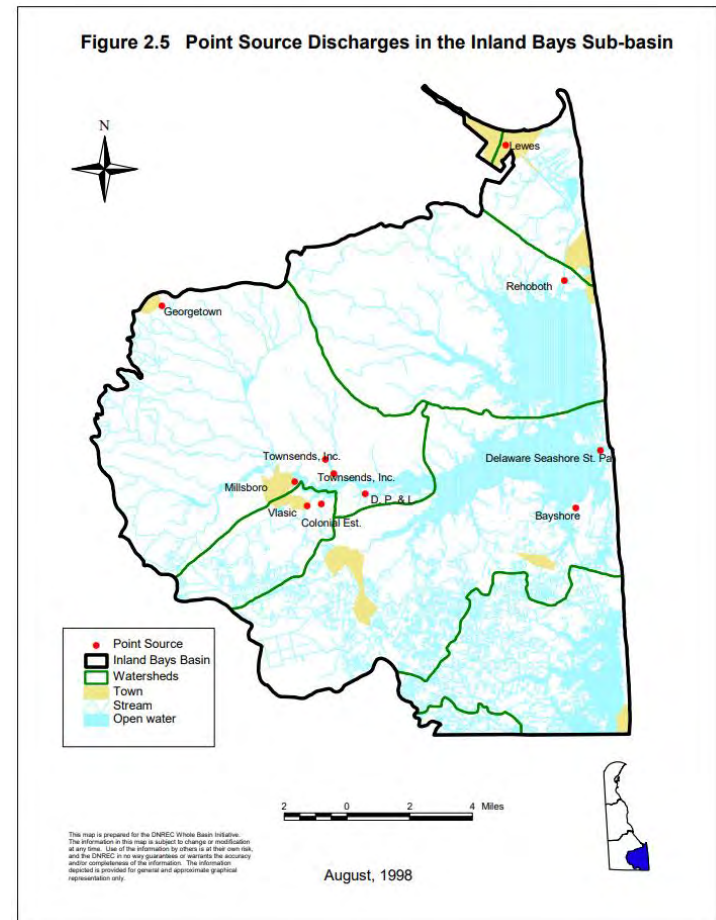 Figure 2.5 Point Source Discharges in the Inland Bays Sub-basin
N
Lewes
Rehoboth
Georgetown
Townsends, Inc.
Delaware Seashore St. Pa
Townsends, Inc.
Millsboro
D. P. & L
Vlasic
Bayshore
Colonial Est.
Point Source
Inland Bays Basin
Watersheds
Town
Stream
Open water
2 0 2 4 Miles
This map is prepared for the DNREC Whole Basin Initiative.
The information in this map is subject to change or modification
at any time. Use of the information by others is at their own risk,
and the DNREC in no way guarantees or warrants the accuracy
and/or completeness of the information. The information
depicted is provided for general and approximate graphical
representation only.
August, 1998